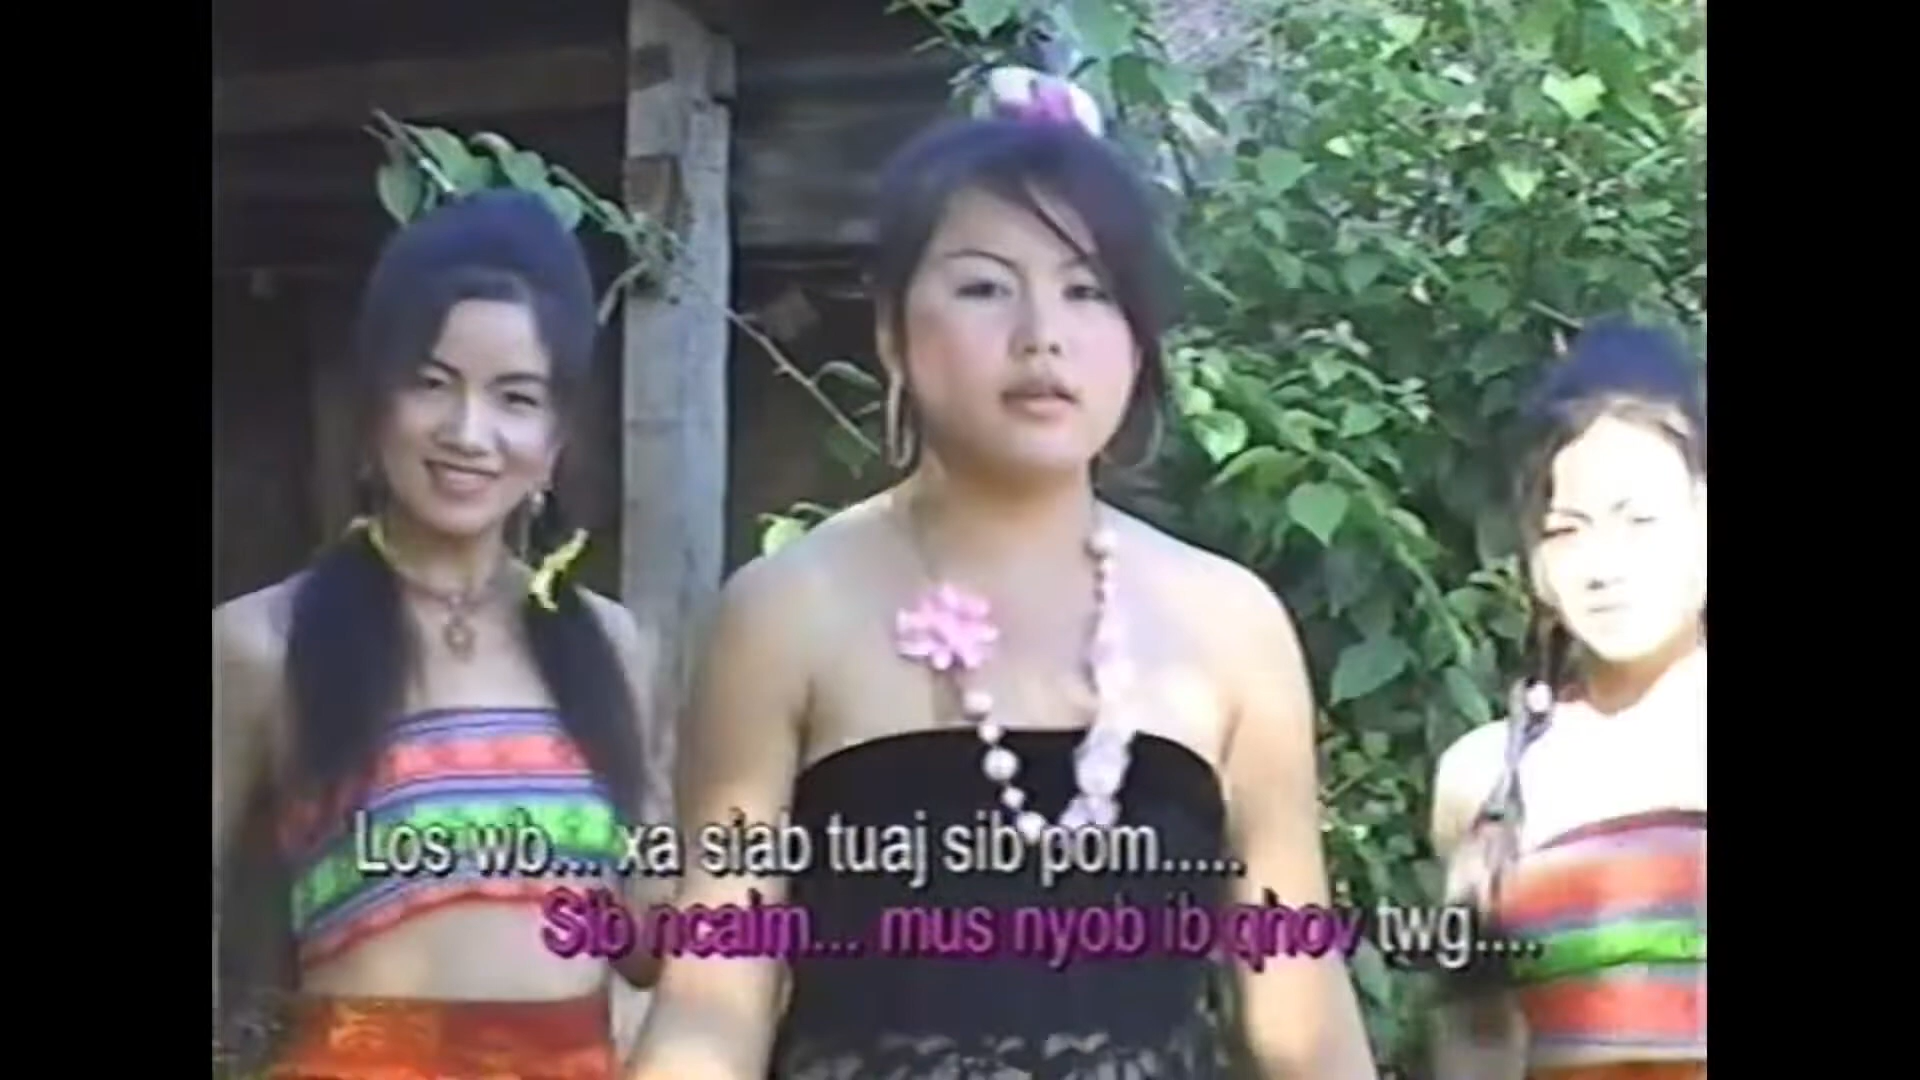 Los wb... xa siab tuaj sib pom.....
Sib ncaim... mus nyob ib qhov twg....